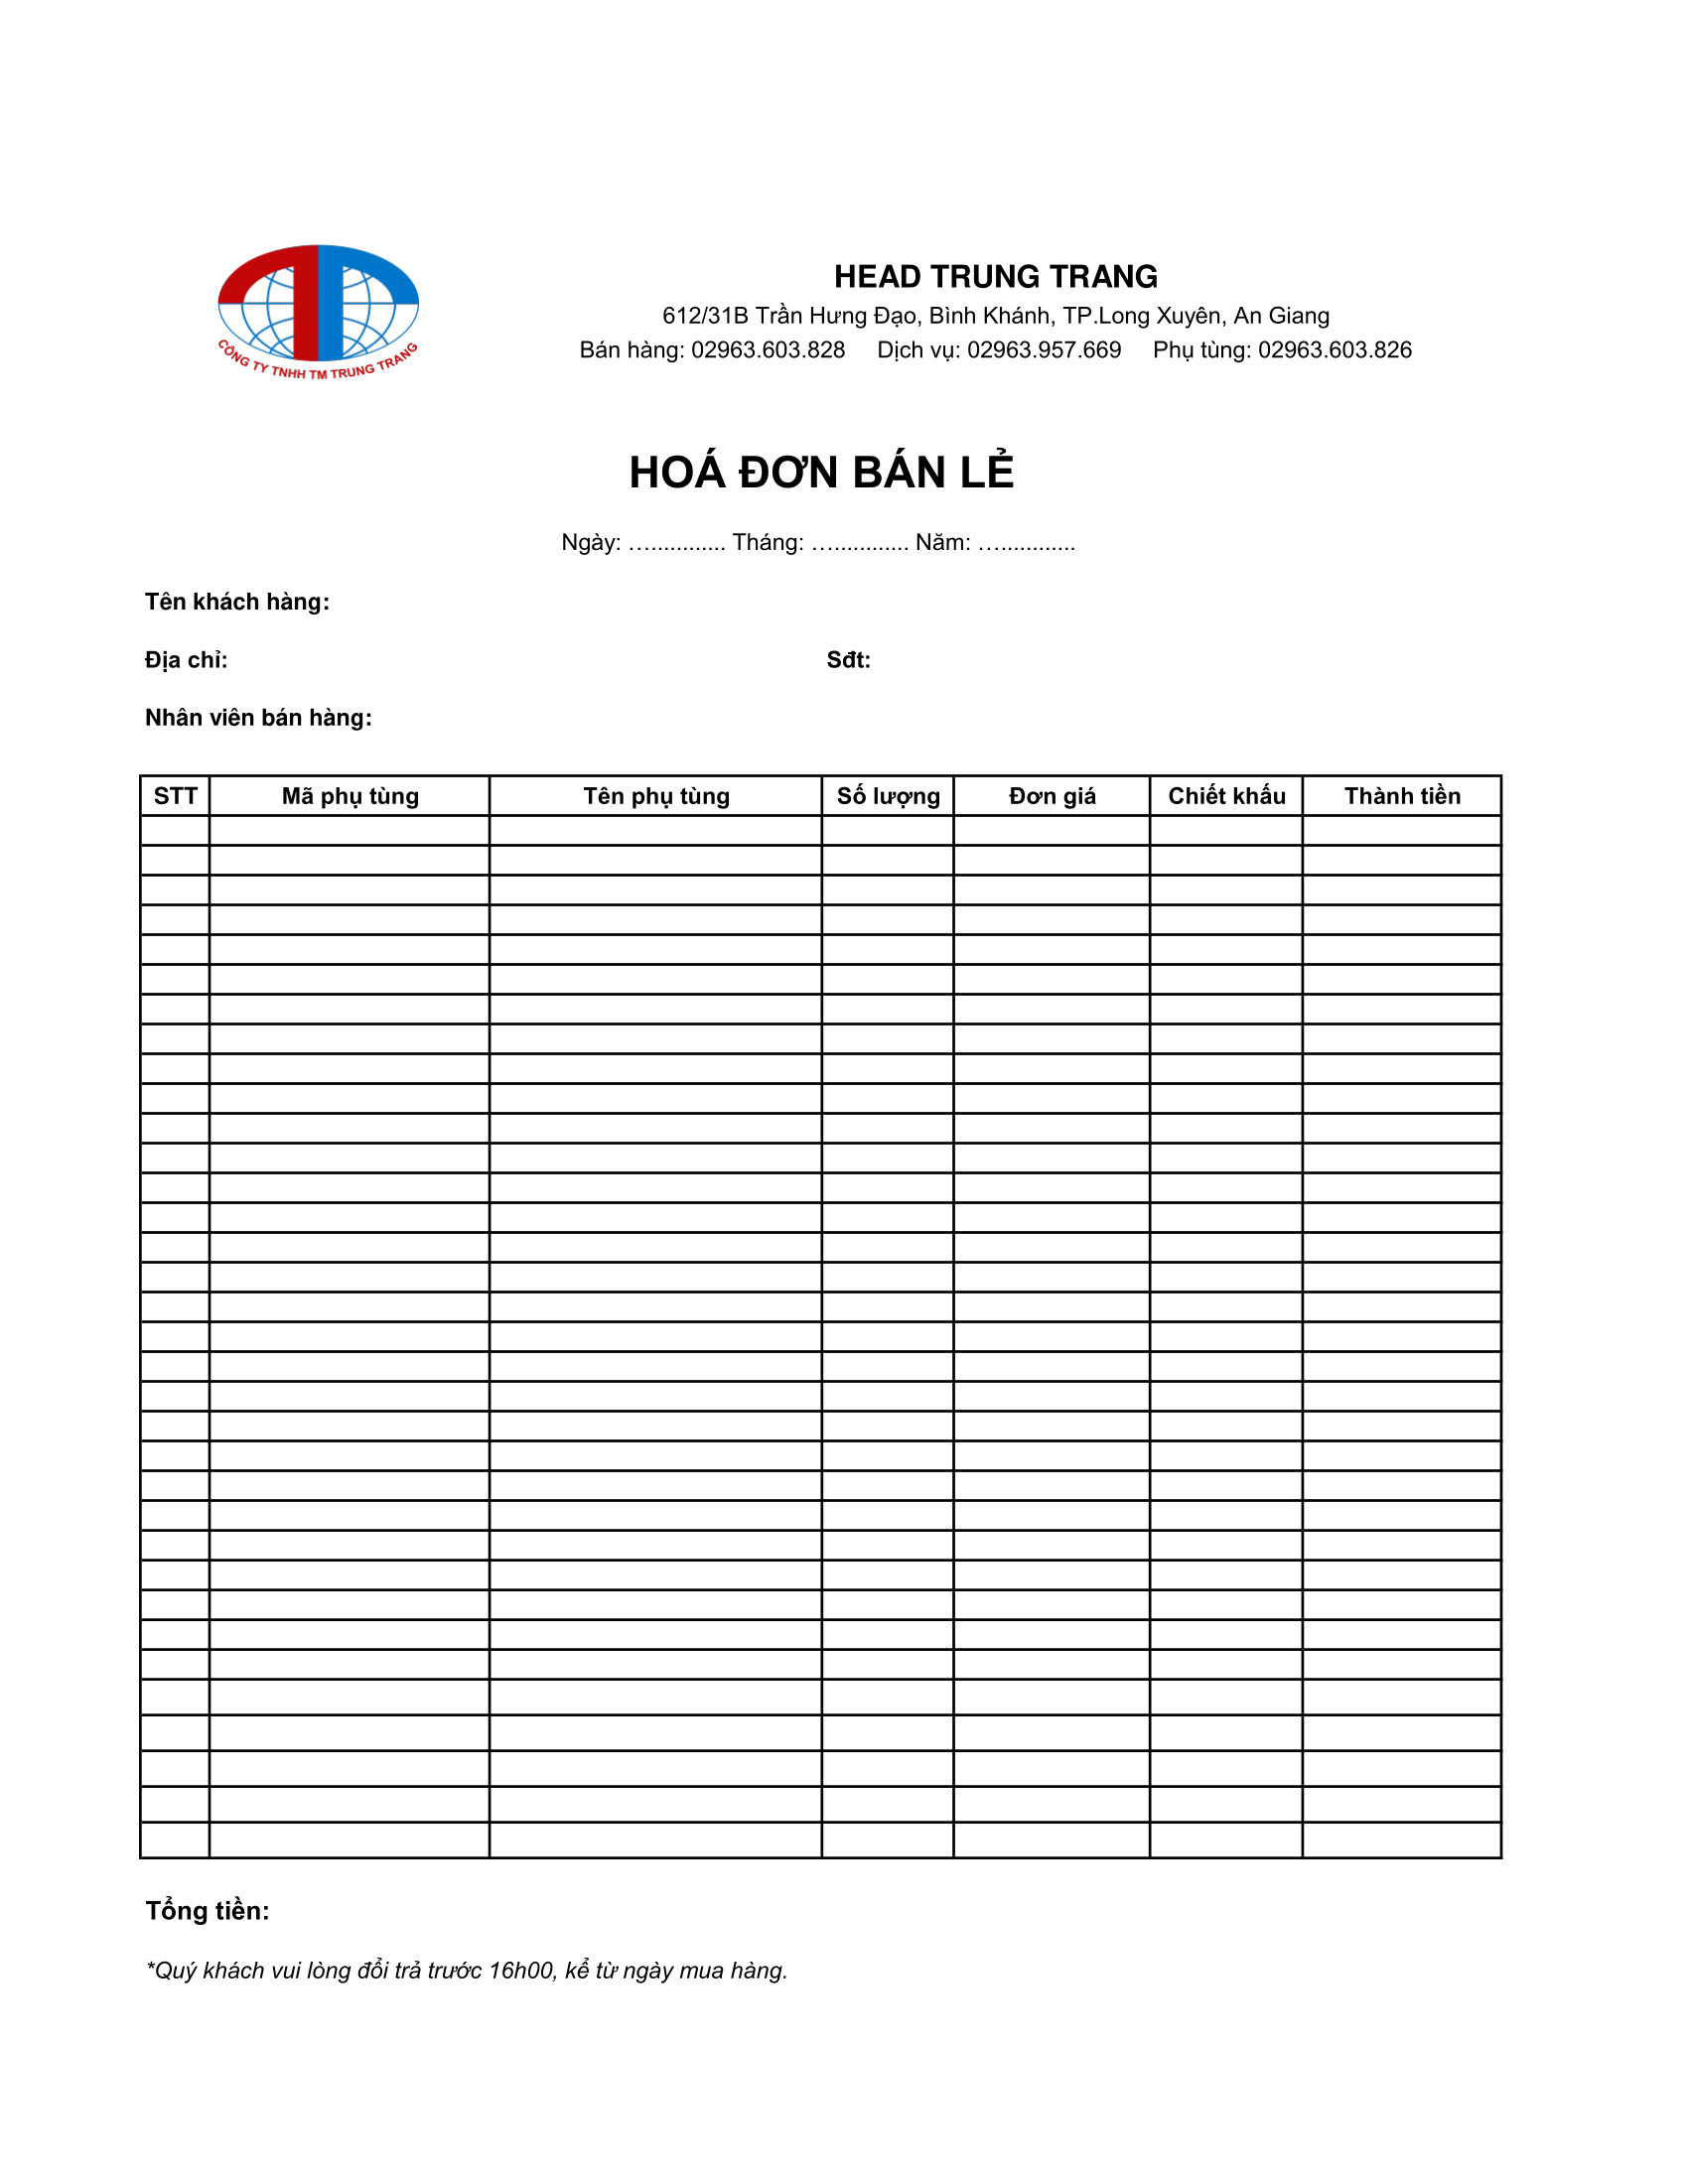 CÔNG TY TNHH TM TRUNG TRANG
HEAD TRUNG TRANG
612/31B Trần Hưng Đạo, Bình Khánh, TP.Long Xuyên, An Giang
Bán hàng: 02963.603.828 Dịch vụ: 02963.957.669 Phụ tùng: 02963.603.826
HOÁ ĐƠN BÁN LẺ
Ngày: …............ Tháng: …............ Năm: …............
Tên khách hàng:
Địa chỉ: Sđt:
Nhân viên bán hàng:
STT Mã phụ tùng Tên phụ tùng Số lượng Đơn giá Chiết khấu Thành tiền
Tổng tiền:
*Quý khách vui lòng đổi trả trước 16h00, kể từ ngày mua hàng.